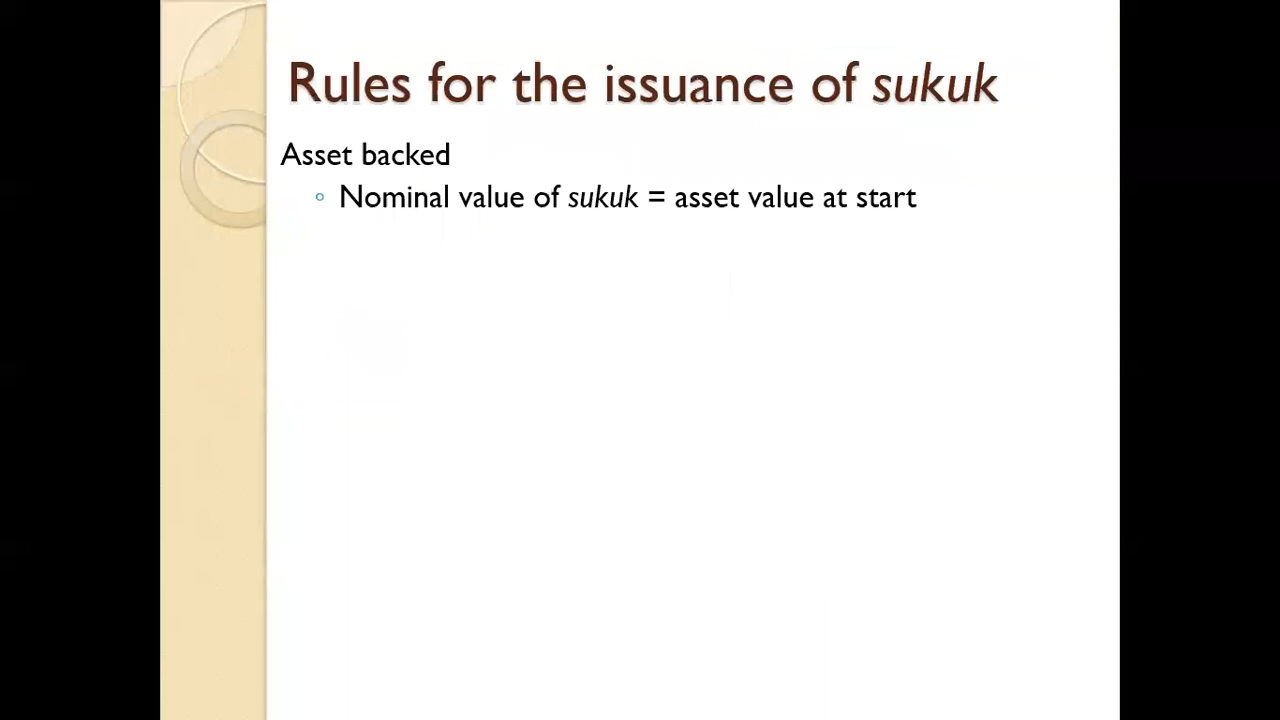 Rules for the issuance of sukuk
Asset backed
◦ Nominal value of sukuk = asset value at start